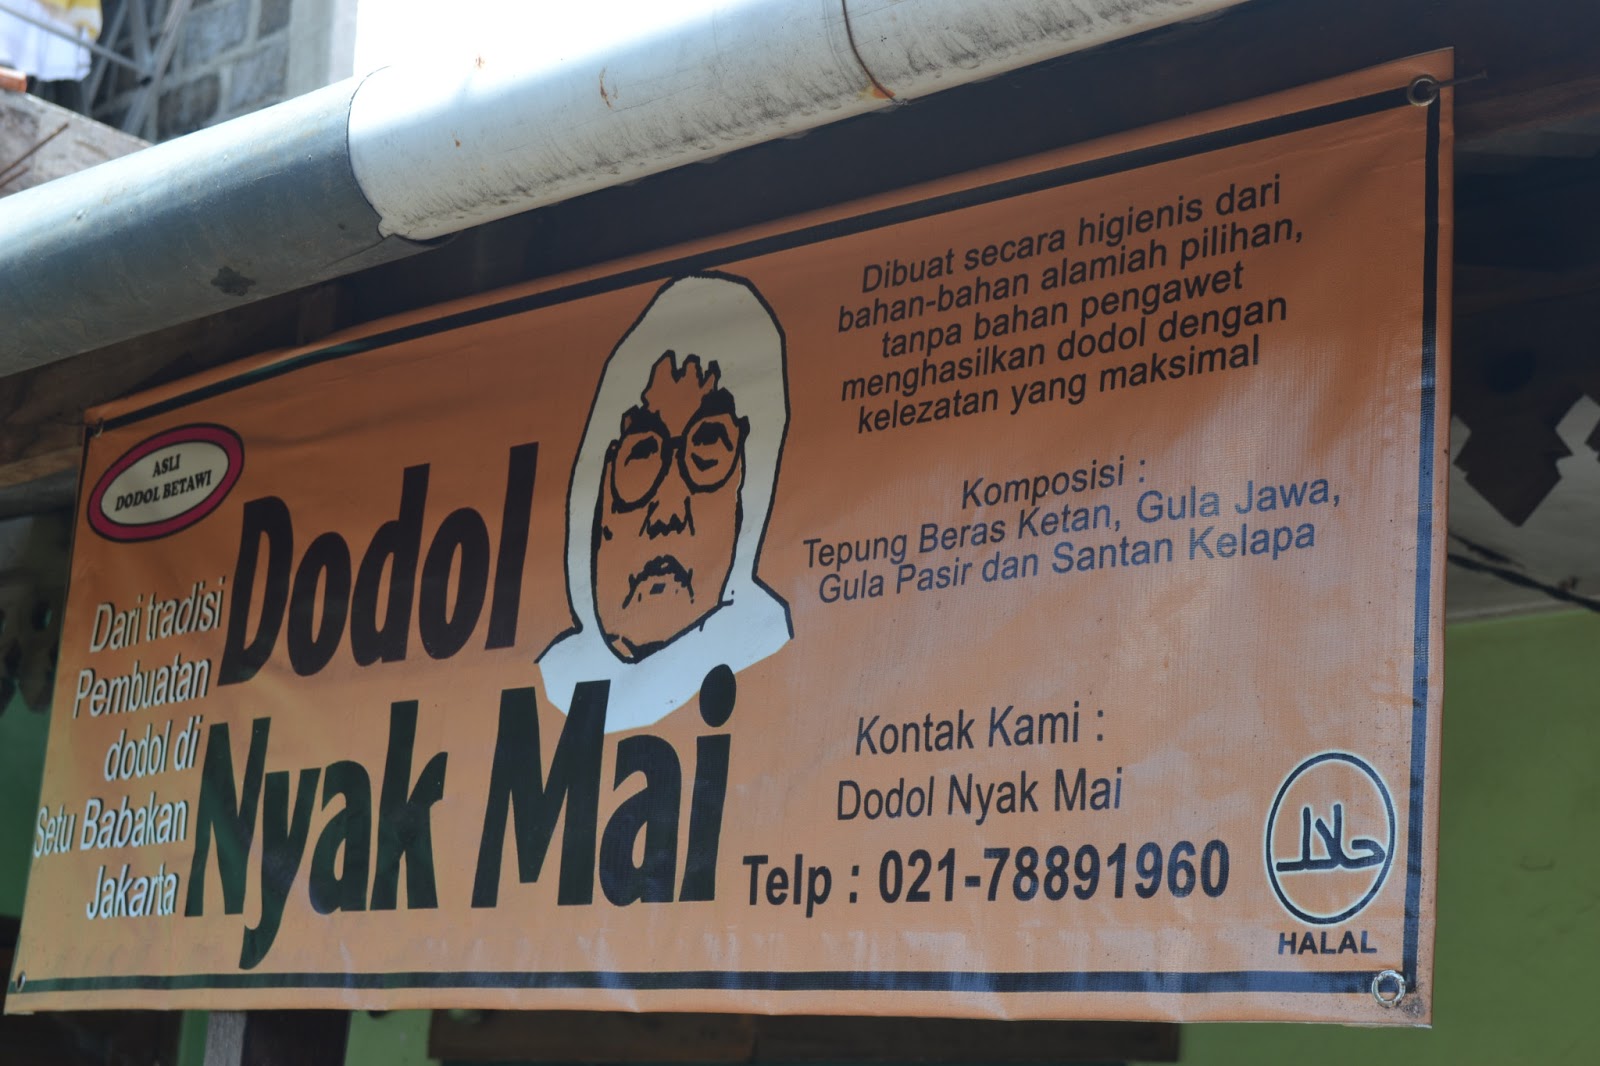 ASLI
DODOL BETAWI
Dari tradisi
Pembuatan
dodol di
Setu Babakan
Jakarta
Dodol
Nyak Mai
Dibuat secara higienis dari
bahan-bahan alamiah pilihan,
tanpa bahan pengawet
menghasilkan dodol dengan
kelezatan yang maksimal
Komposisi :
Tepung Beras Ketan, Gula Jawa,
Gula Pasir dan Santan Kelapa
Kontak Kami :
Dodol Nyak Mai
Telp : 021-78891960
حلال
HALAL